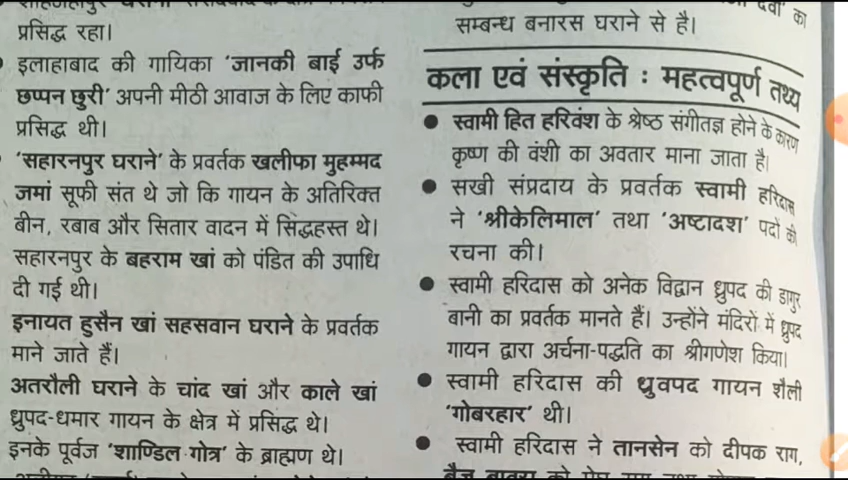 प्रसिद्ध रहा।
इलाहाबाद की गायिका 'जानकी बाई उर्फ
छप्पन छुरी' अपनी मीठी आवाज के लिए काफी
प्रसिद्ध थी।
'सहारनपुर घराने' के प्रवर्तक खलीफा मुहम्मद
जमां सूफी संत थे जो कि गायन के अतिरिक्त
बीन, रबाब और सितार वादन में सिद्धहस्त थे।
सहारनपुर के बहराम खां को पंडित की उपाधि
दी गई थी।
इनायत हुसैन खां सहसवान घराने के प्रवर्तक
माने जाते हैं।
अतरौली घराने के चांद खां और काले खां
ध्रुपद-धमार गायन के क्षेत्र में प्रसिद्ध थे।
इनके पूर्वज 'शाण्डिल गोत्र' के ब्राह्मण थे।
देवी' का
सम्बन्ध बनारस घराने से है।
कला एवं संस्कृति : महत्वपूर्ण तथ्य
● स्वामी हित हरिवंश के श्रेष्ठ संगीतज्ञ होने के कारण
कृष्ण की वंशी का अवतार माना जाता है।
● सखी संप्रदाय के प्रवर्तक स्वामी हरिदास
ने 'श्रीकेलिमाल' तथा 'अष्टादश' पदों की
रचना की।
● स्वामी हरिदास को अनेक विद्वान ध्रुपद की डागुर
बानी का प्रवर्तक मानते हैं। उन्होंने मंदिरों में ध्रुपद
गायन द्वारा अर्चना-पद्धति का श्रीगणेश किया।
● स्वामी हरिदास की ध्रुवपद गायन शैली
'गोबरहार' थी।
● स्वामी हरिदास ने तानसेन को दीपक राग,
बैजू बावरा को मेघ राग तथा